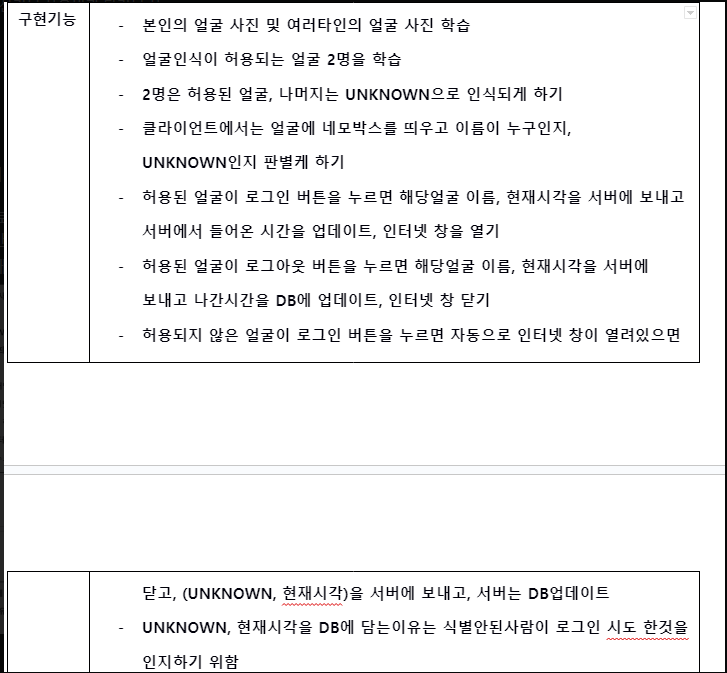 구현기능
- 본인의 얼굴 사진 및 여러타인의 얼굴 사진 학습
- 얼굴인식이 허용되는 얼굴 2명을 학습
- 2명은 허용된 얼굴, 나머지는 UNKNOWN으로 인식되게 하기
- 클라이언트에서는 얼굴에 네모박스를 띄우고 이름이 누구인지,
UNKNOWN인지 판별케 하기
- 허용된 얼굴이 로그인 버튼을 누르면 해당얼굴 이름, 현재시각을 서버에 보내고
서버에서 들어온 시간을 업데이트, 인터넷 창을 열기
- 허용된 얼굴이 로그아웃 버튼을 누르면 해당얼굴 이름, 현재시각을 서버에
보내고 나간시간을 DB에 업데이트, 인터넷 창 닫기
- 허용되지 않은 얼굴이 로그인 버튼을 누르면 자동으로 인터넷 창이 열려있으면
닫고, (UNKNOWN, 현재시각)을 서버에 보내고, 서버는 DB업데이트
- UNKNOWN, 현재시각을 DB에 담는이유는 식별안된사람이 로그인 시도 한것을
인지하기 위함